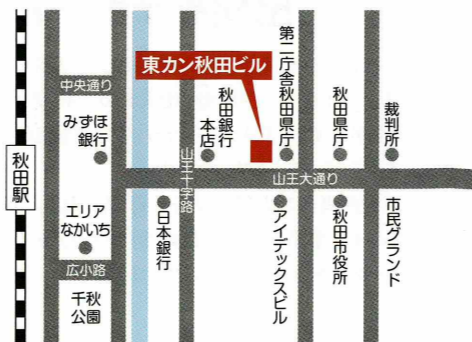 東カン秋田ビル
中央通り
みずほ
銀行
秋田駅
エリア
なかいち
広小路
千秋
公園
山王十字路
秋田銀行
本店
日本銀行
第二庁舎
秋田県庁
秋田県庁
裁判所
山王大通り
アイデックスビル
秋田市役所
市民グランド